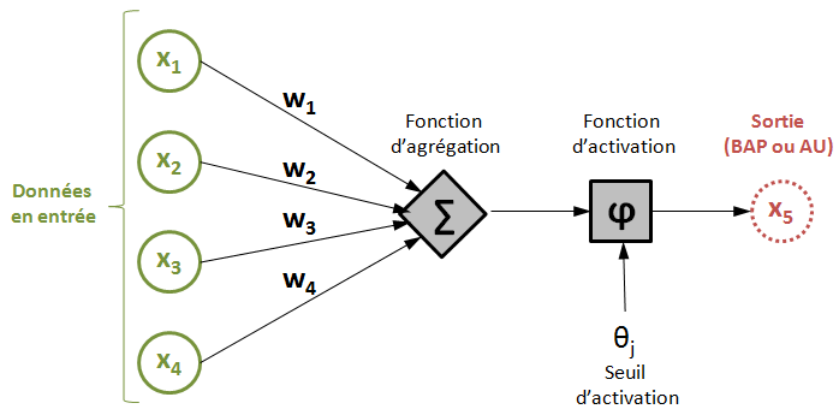 x₁
w₁
Fonction
d'agrégation
Fonction
d'activation
Sortie
(BAP ou AU)
x₂
w₂
Données
en entrée
w₃
Σ
φ
x₅
x₃
w₄
x₄
θⱼ
Seuil
d'activation